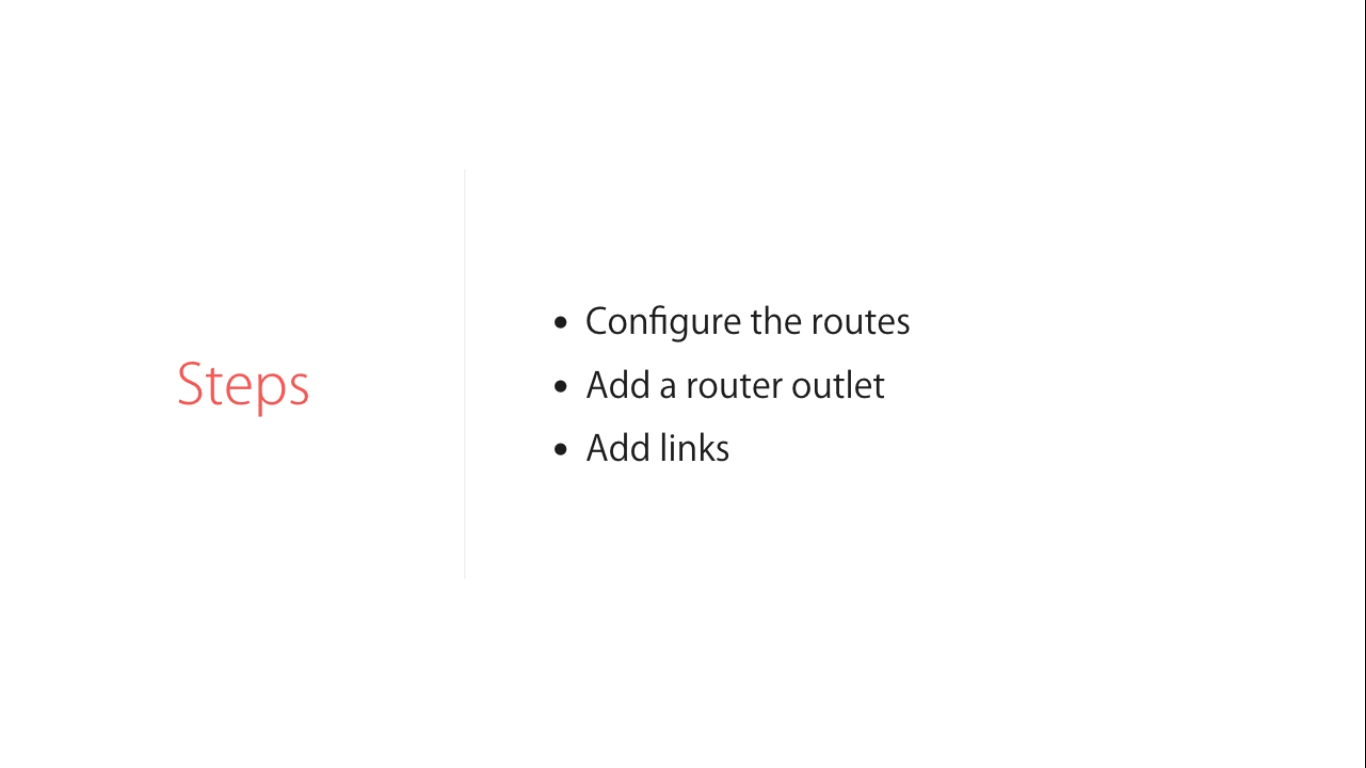 Steps
• Configure the routes
• Add a router outlet
• Add links